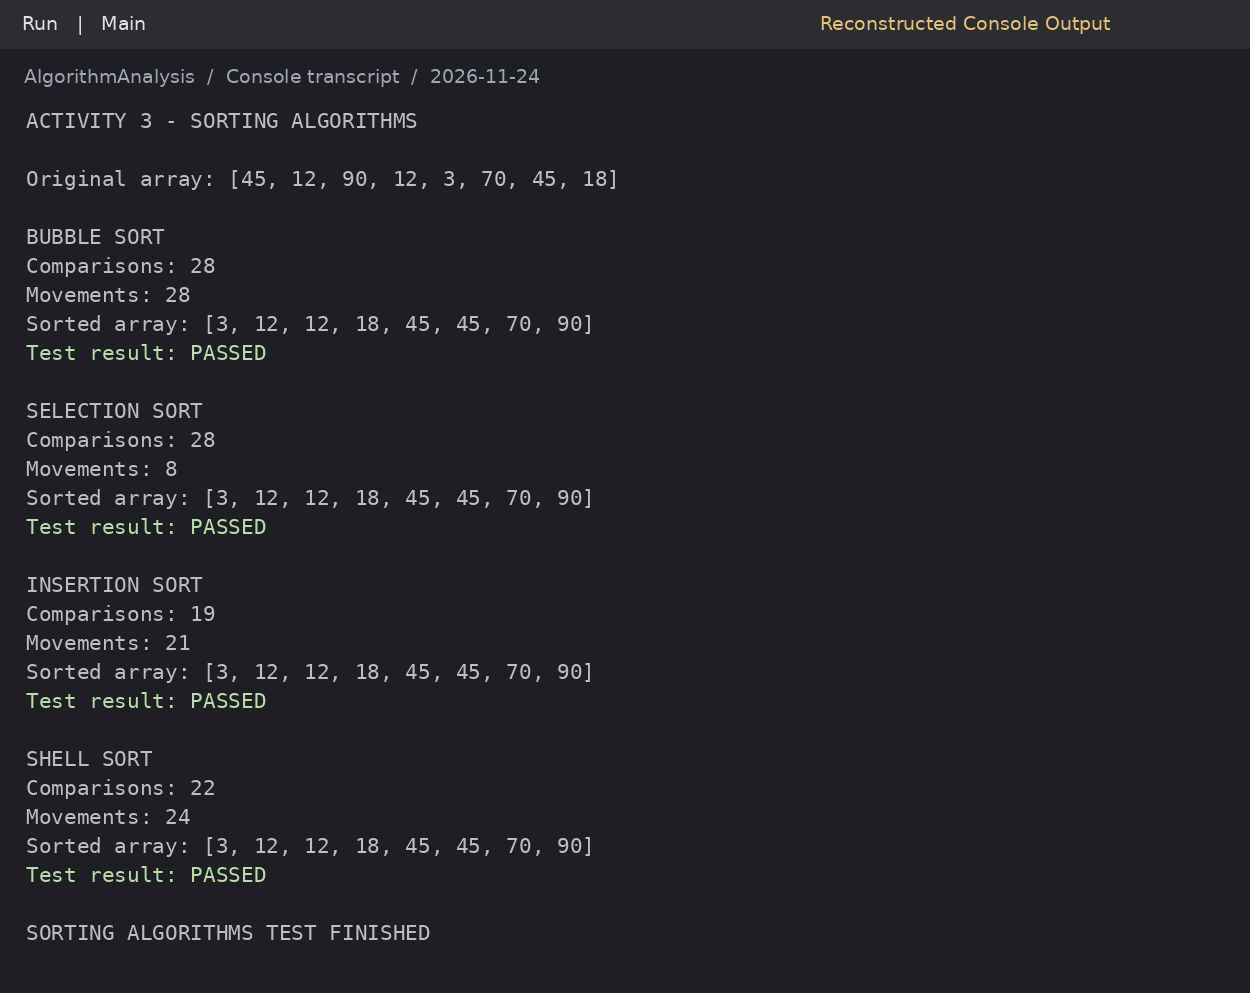 Run | Main
Reconstructed Console Output
AlgorithmAnalysis / Console transcript / 2026-11-24
ACTIVITY 3 - SORTING ALGORITHMS
Original array: [45, 12, 90, 12, 3, 70, 45, 18]
BUBBLE SORT
Comparisons: 28
Movements: 28
Sorted array: [3, 12, 12, 18, 45, 45, 70, 90]
Test result: PASSED
SELECTION SORT
Comparisons: 28
Movements: 8
Sorted array: [3, 12, 12, 18, 45, 45, 70, 90]
Test result: PASSED
INSERTION SORT
Comparisons: 19
Movements: 21
Sorted array: [3, 12, 12, 18, 45, 45, 70, 90]
Test result: PASSED
SHELL SORT
Comparisons: 22
Movements: 24
Sorted array: [3, 12, 12, 18, 45, 45, 70, 90]
Test result: PASSED
SORTING ALGORITHMS TEST FINISHED